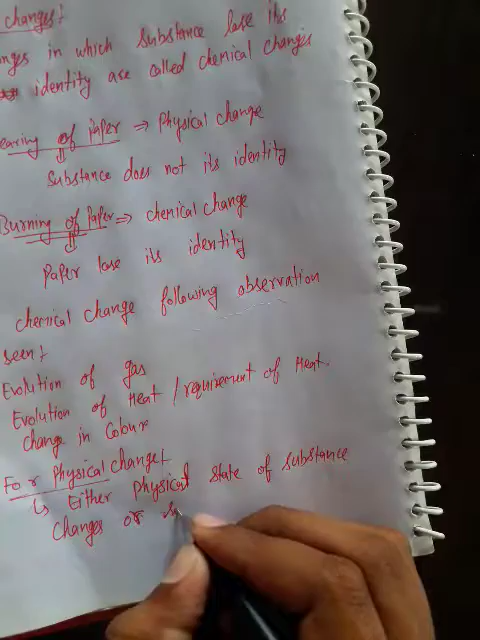 changes:
nges in which substance lose its
identity are called chemical changes
earing of paper ⇒ Physical change
Substance does not its identity
Burning of Paper ⇒ chemical change
Paper lose its identity
chemical change following observation
seen:
Evolution of gas
Evolution of Heat / requirement of Heat
change in Colour
For Physical change
↳ Either Physical state of substance
changes or